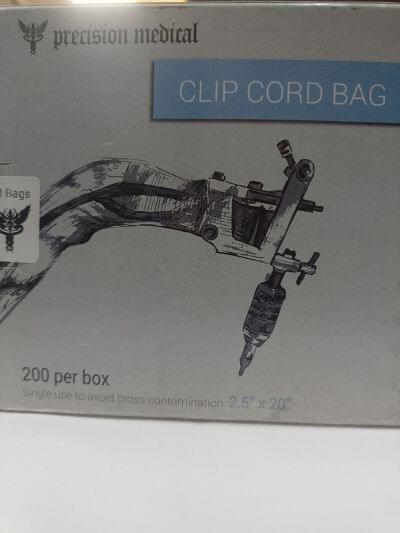 precision medical
CLIP CORD BAG
d Bags
200 per box
Single use to avoid cross contamination 2.5" x 20"